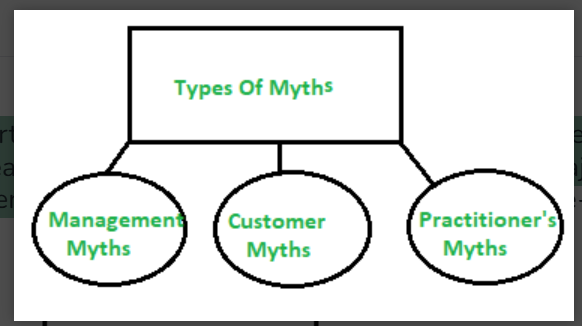 Types Of Myths
Management
Myths
Customer
Myths
Practitioner's
Myths